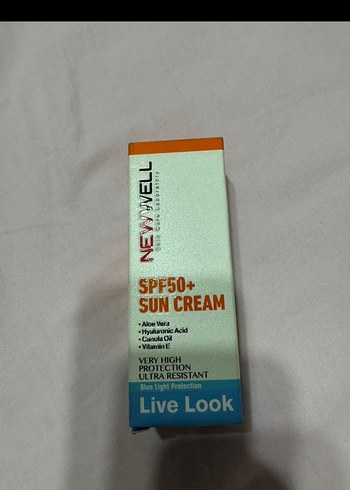 NEWWELL
Skin Care Laboratory
SPF50+
SUN CREAM
• Aloe Vera
• Hyaluronic Acid
• Canola Oil
• Vitamin E
VERY HIGH
PROTECTION
ULTRA RESISTANT
Blue Light Protection
Live Look